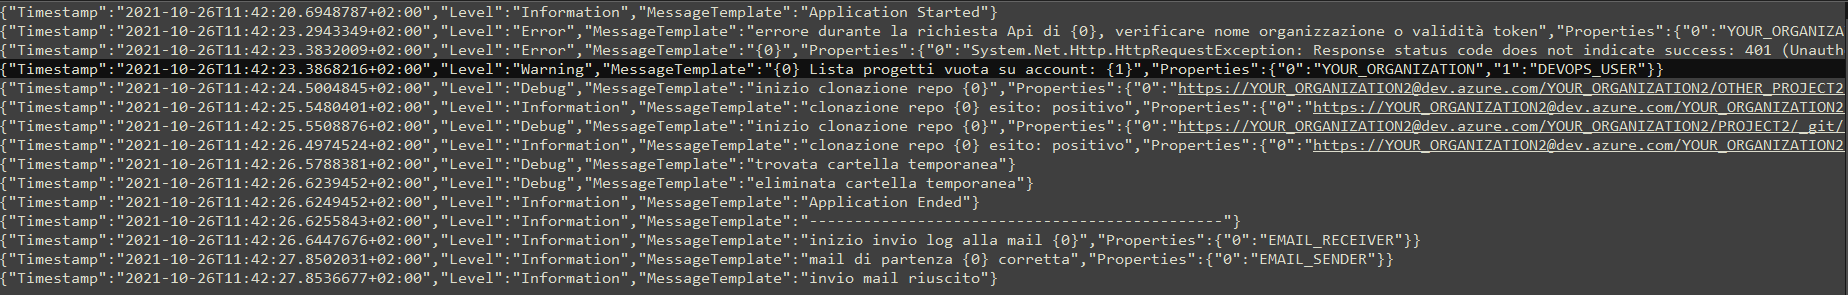 {"Timestamp":"2021-10-26T11:42:20.6948787+02:00","Level":"Information","MessageTemplate":"Application Started"}
{"Timestamp":"2021-10-26T11:42:23.2943349+02:00","Level":"Error","MessageTemplate":"errore durante la richiesta Api di {0}, verificare nome organizzazione o validità token","Properties":{"0":"YOUR_ORGANIZA
{"Timestamp":"2021-10-26T11:42:23.3832009+02:00","Level":"Error","MessageTemplate":"{0}","Properties":{"0":"System.Net.Http.HttpRequestException: Response status code does not indicate success: 401 (Unauth
{"Timestamp":"2021-10-26T11:42:23.3868216+02:00","Level":"Warning","MessageTemplate":"{0} Lista progetti vuota su account: {1}","Properties":{"0":"YOUR_ORGANIZATION","1":"DEVOPS_USER"}}
{"Timestamp":"2021-10-26T11:42:24.5004845+02:00","Level":"Debug","MessageTemplate":"inizio clonazione repo {0}","Properties":{"0":"https://YOUR_ORGANIZATION2@dev.azure.com/YOUR_ORGANIZATION2/OTHER_PROJECT2
{"Timestamp":"2021-10-26T11:42:25.5480401+02:00","Level":"Information","MessageTemplate":"clonazione repo {0} esito: positivo","Properties":{"0":"https://YOUR_ORGANIZATION2@dev.azure.com/YOUR_ORGANIZATION2
{"Timestamp":"2021-10-26T11:42:25.5508876+02:00","Level":"Debug","MessageTemplate":"inizio clonazione repo {0}","Properties":{"0":"https://YOUR_ORGANIZATION2@dev.azure.com/YOUR_ORGANIZATION2/PROJECT2/_git/
{"Timestamp":"2021-10-26T11:42:26.4974524+02:00","Level":"Information","MessageTemplate":"clonazione repo {0} esito: positivo","Properties":{"0":"https://YOUR_ORGANIZATION2@dev.azure.com/YOUR_ORGANIZATION2
{"Timestamp":"2021-10-26T11:42:26.5788381+02:00","Level":"Debug","MessageTemplate":"trovata cartella temporanea"}
{"Timestamp":"2021-10-26T11:42:26.6239452+02:00","Level":"Debug","MessageTemplate":"eliminata cartella temporanea"}
{"Timestamp":"2021-10-26T11:42:26.6249452+02:00","Level":"Information","MessageTemplate":"Application Ended"}
{"Timestamp":"2021-10-26T11:42:26.6255843+02:00","Level":"Information","MessageTemplate":"----------------------------------------------"}
{"Timestamp":"2021-10-26T11:42:26.6447676+02:00","Level":"Information","MessageTemplate":"inizio invio log alla mail {0}","Properties":{"0":"EMAIL_RECEIVER"}}
{"Timestamp":"2021-10-26T11:42:27.8502031+02:00","Level":"Information","MessageTemplate":"mail di partenza {0} corretta","Properties":{"0":"EMAIL_SENDER"}}
{"Timestamp":"2021-10-26T11:42:27.8536677+02:00","Level":"Information","MessageTemplate":"invio mail riuscito"}